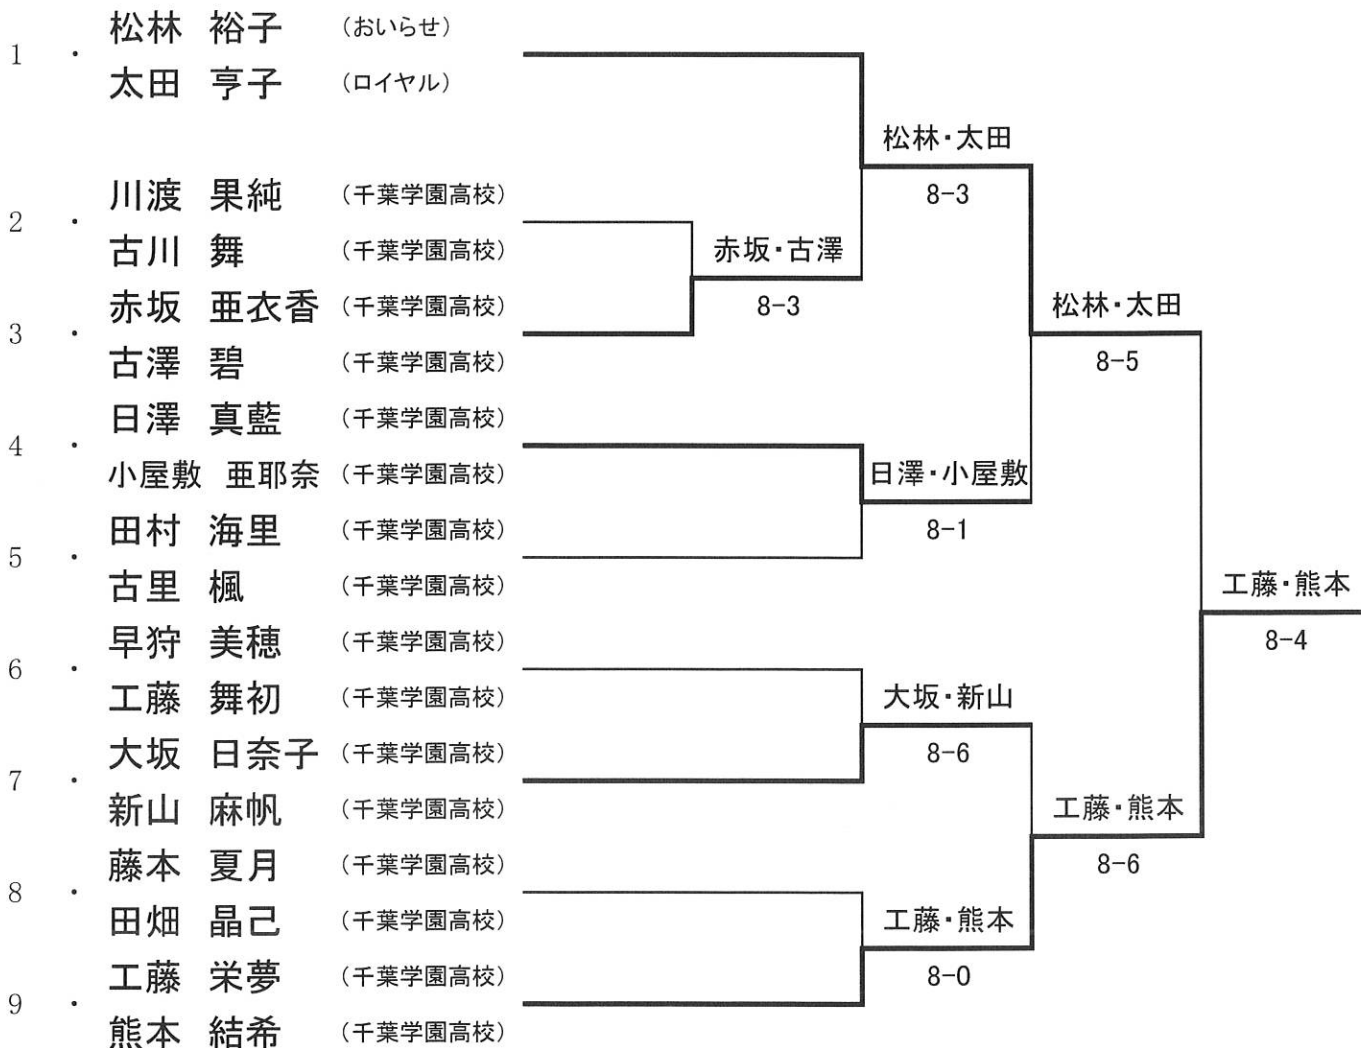 松林 裕子 (おいらせ)
1 ・
太田 亨子 (ロイヤル)
松林・太田
8-3
川渡 果純 (千葉学園高校)
2 ・
古川 舞 (千葉学園高校)
赤坂・古澤
8-3
赤坂 亜衣香 (千葉学園高校)
3 ・
古澤 碧 (千葉学園高校)
松林・太田
8-5
日澤 真藍 (千葉学園高校)
4 ・
小屋敷 亜耶奈 (千葉学園高校)
日澤・小屋敷
8-1
田村 海里 (千葉学園高校)
5 ・
古里 楓 (千葉学園高校)
工藤・熊本
8-4
早狩 美穂 (千葉学園高校)
6 ・
工藤 舞初 (千葉学園高校)
大坂・新山
8-6
大坂 日奈子 (千葉学園高校)
7 ・
新山 麻帆 (千葉学園高校)
工藤・熊本
8-6
藤本 夏月 (千葉学園高校)
8 ・
田畑 晶己 (千葉学園高校)
工藤・熊本
8-0
工藤 栄夢 (千葉学園高校)
9 ・
熊本 結希 (千葉学園高校)